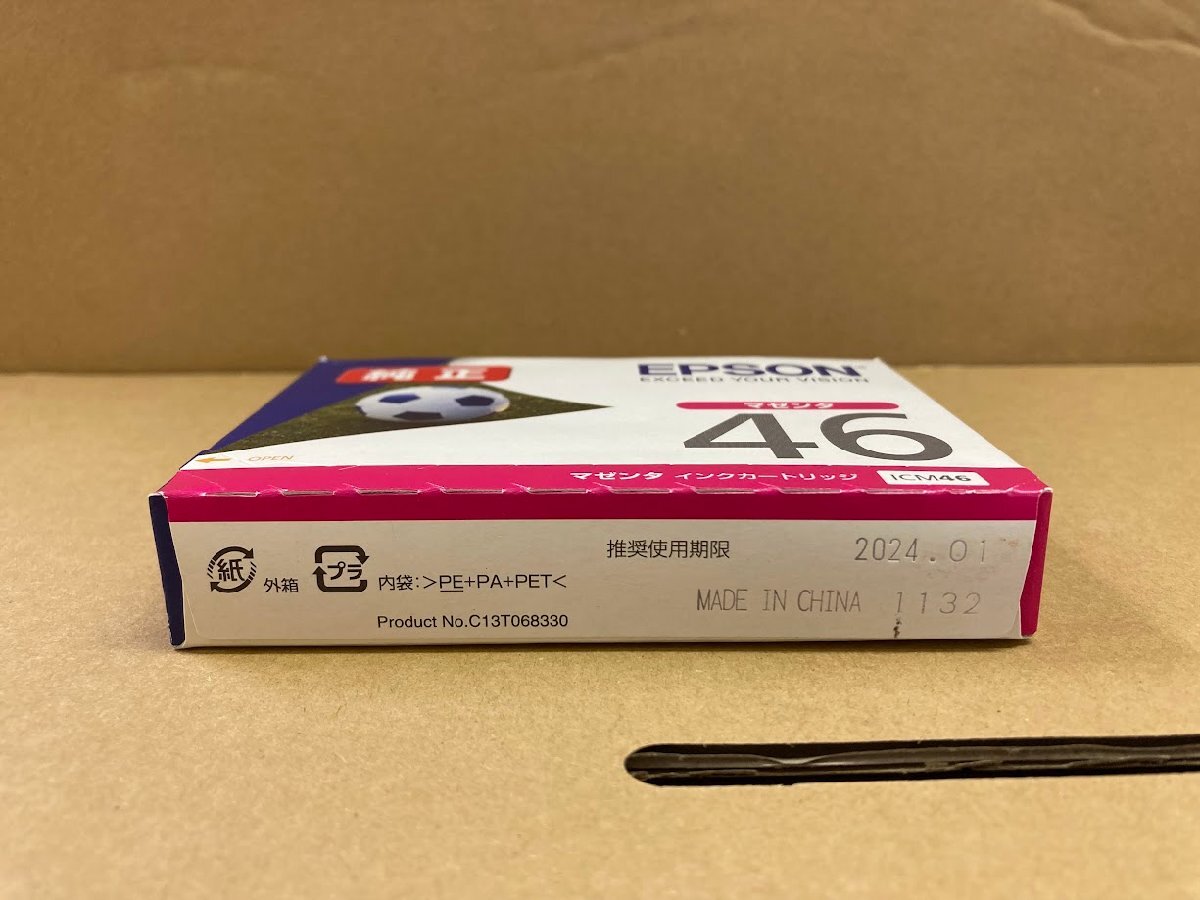 純正
EPSON
EXCEED YOUR VISION
マゼンタ
46
OPEN
マゼンタ インクカートリッジ ICM46
推奨使用期限 2024.01
紙 外箱 プラ 内袋:>PE+PA+PET<
MADE IN CHINA 1132
Product No.C13T068330